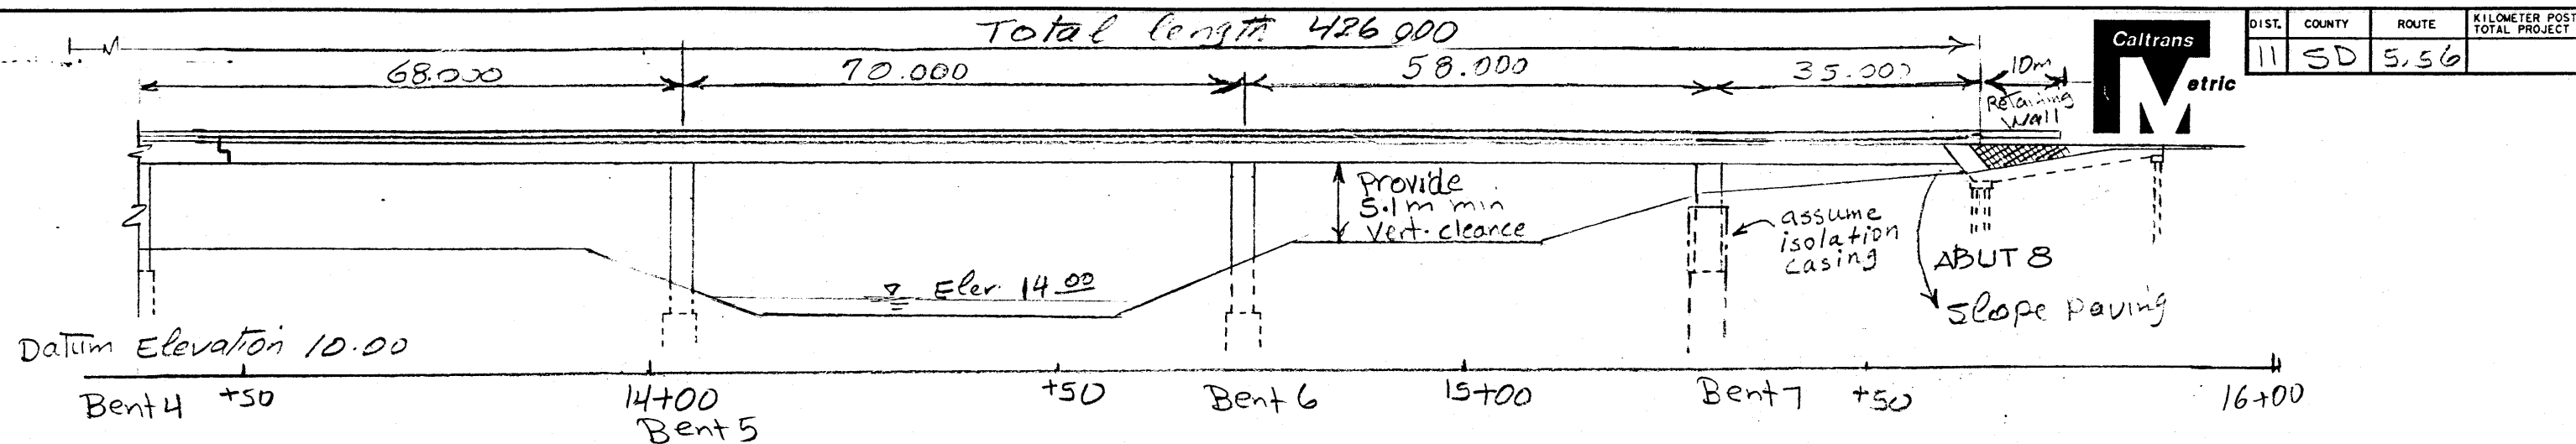 Total length 426.000
68.000
70.000
58.000
35.000
10m
Retaining
Wall
Caltrans
Metric
DIST.
COUNTY
ROUTE
KILOMETER POST
TOTAL PROJECT
11
SD
5,56
Provide
5.1m min
Vert. cleance
assume
isolation
casing
ABUT 8
Slope Paving
Elev. 14.00
Datum Elevation 10.00
Bent 4
+50
14+00
Bent 5
+50
Bent 6
15+00
Bent 7
+50
16+00